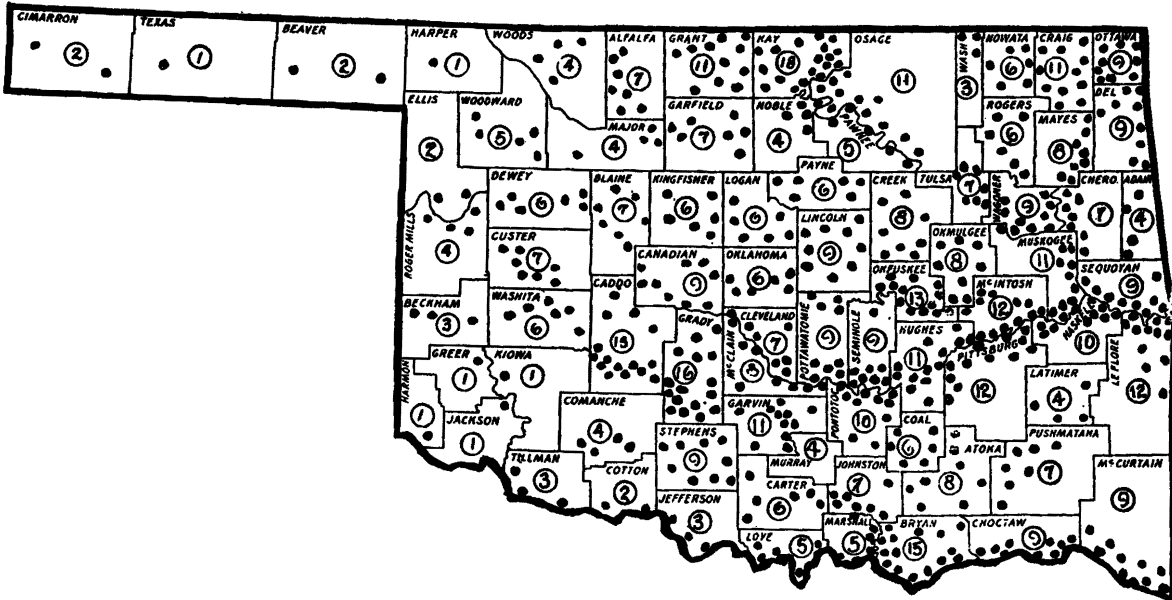 CIMARRON
2
TEXAS
1
BEAVER
2
HARPER
1
WOODS
4
ALFALFA
7
GRANT
11
KAY
18
OSAGE
11
WASH
3
NOWATA
6
CRAIG
11
OTTAWA
9
DEL
9
ELLIS
2
WOODWARD
5
MAJOR
4
GARFIELD
7
NOBLE
4
PAWNEE
5
ROGERS
6
MAYES
8
ROGER MILLS
4
DEWEY
6
BLAINE
7
KINGFISHER
6
LOGAN
6
PAYNE
6
CREEK
8
TULSA
7
WAGONER
9
CHERO.
7
ADAIR
4
CUSTER
7
CANADIAN
9
OKLAHOMA
6
LINCOLN
9
OKMULGEE
8
MUSKOGEE
11
SEQUOYAH
9
BECKHAM
3
WASHITA
6
CADDO
15
GRADY
16
MCCLAIN
8
CLEVELAND
7
POTTAWATOMIE
9
SEMINOLE
9
OKFUSKEE
13
HUGHES
11
MCINTOSH
12
PITTSBURG
12
HASKELL
10
LE FLORE
12
HARMON
1
GREER
1
KIOWA
1
JACKSON
1
COMANCHE
4
STEPHENS
9
GARVIN
11
MURRAY
4
PONTOTOC
10
COAL
6
ATOKA
8
LATIMER
4
PUSHMATAHA
7
MCCURTAIN
9
TILLMAN
3
COTTON
2
JEFFERSON
3
CARTER
6
JOHNSTON
7
LOVE
5
MARSHALL
5
BRYAN
15
CHOCTAW
9